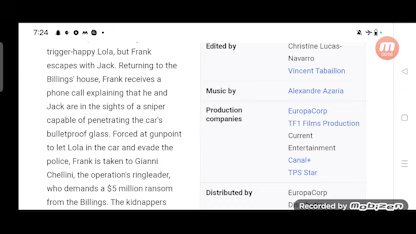 7:24
trigger-happy Lola, but Frank
escapes with Jack. Returning to the
Billings' house, Frank receives a
phone call explaining that he and
Jack are in the sights of a sniper
capable of penetrating the car's
bulletproof glass. Forced at gunpoint
to let Lola in the car and evade the
police, Frank is taken to Gianni
Chellini, the operation's ringleader,
who demands a $5 million ransom
from the Billings. The kidnappers
Edited by
Christine Lucas-
Navarro
Vincent Tabaillon
Music by
Alexandre Azaria
Production
companies
EuropaCorp
TF1 Films Production
Current
Entertainment
Canal+
TPS Star
Distributed by
EuropaCorp
Recorded by Mobizen